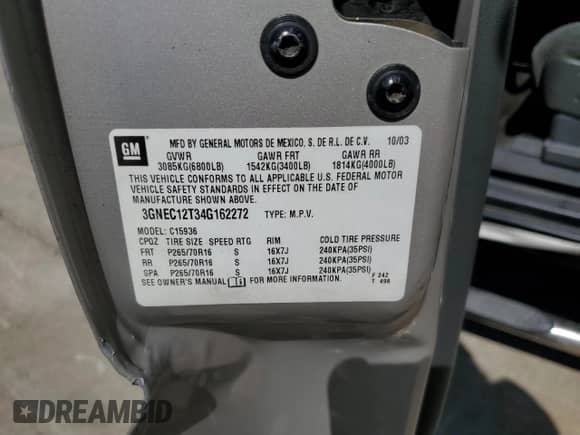 GM
MFD BY GENERAL MOTORS DE MEXICO, S. DE R.L. DE C.V. 10/03
GVWR GAWR FRT GAWR RR
3085KG(6800LB) 1542KG(3400LB) 1814KG(4000LB)
THIS VEHICLE CONFORMS TO ALL APPLICABLE U.S. FEDERAL MOTOR
VEHICLE SAFETY STANDARDS IN EFFECT ON THE DATE OF
MANUFACTURE SHOWN ABOVE.
3GNEC12T34G162272 TYPE: M.P.V.
MODEL: C15936
CPQZ TIRE SIZE SPEED RTG RIM COLD TIRE PRESSURE
FRT P265/70R16 S 16X7J 240KPA(35PSI)
RR P265/70R16 S 16X7J 240KPA(35PSI)
SPA P265/70R16 S 16X7J 240KPA(35PSI)
SEE OWNER'S MANUAL FOR MORE INFORMATION. F 242
T 498
DREAMBID